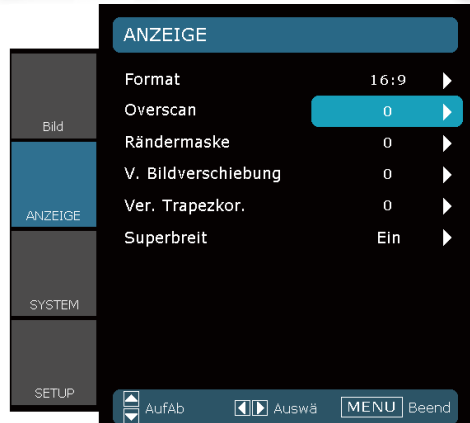 ANZEIGE
Format 16:9
Overscan 0
Rändermaske 0
V. Bildverschiebung 0
Ver. Trapezkor. 0
Superbreit Ein
Bild
ANZEIGE
SYSTEM
SETUP
AufAb Auswä MENU Beend